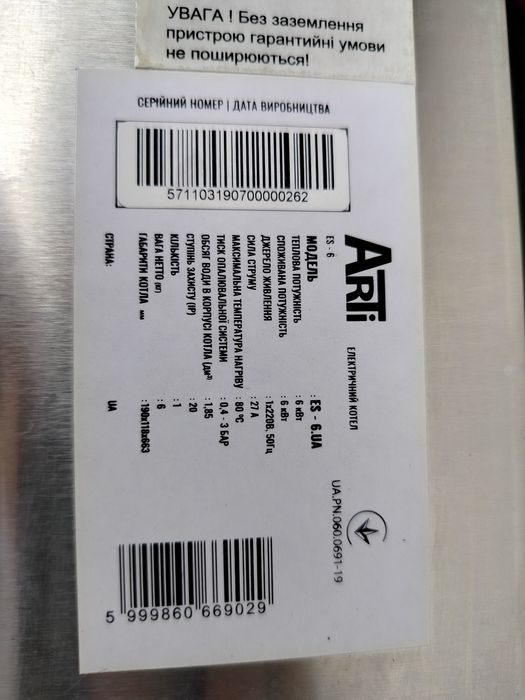 УВАГА ! Без заземлення
пристрою гарантийні умови
не поширюються!
СЕРІЙНИЙ НОМЕР | ДАТА ВИРОБНИЦТВА
571103190700000262
ARTi
ЕЛЕКТРИЧНИЙ КОТЕЛ
ES - 6
МОДЕЛЬ : ES - 6.UA
ТЕПЛОВА ПОТУЖНІСТЬ : 6 кВт
СПОЖИВАНА ПОТУЖНІСТЬ : 6 кВт
ДЖЕРЕЛО ЖИВЛЕННЯ : 1х220В, 50Гц
СИЛА СТРУМУ : 27 А
МАКСИМАЛЬНА ТЕМПЕРАТУРА НАГРІВУ : 80 ºC
ТИСК ОПАЛЮВАЛЬНОЇ СИСТЕМИ : 0,4 - 3 БАР
ОБСЯГ ВОДИ В КОРПУСІ КОТЛА (дм³) : 1,85
СТУПІНЬ ЗАХИСТУ (IP) : 20
КІЛЬКІСТЬ : 1
ВАГА НЕТТО (кг) : 6
ГАБАРИТИ КОТЛА мм : 190х118х663
СТРАНА: UA
UA.PN.060.0691-19
5 999860 669029